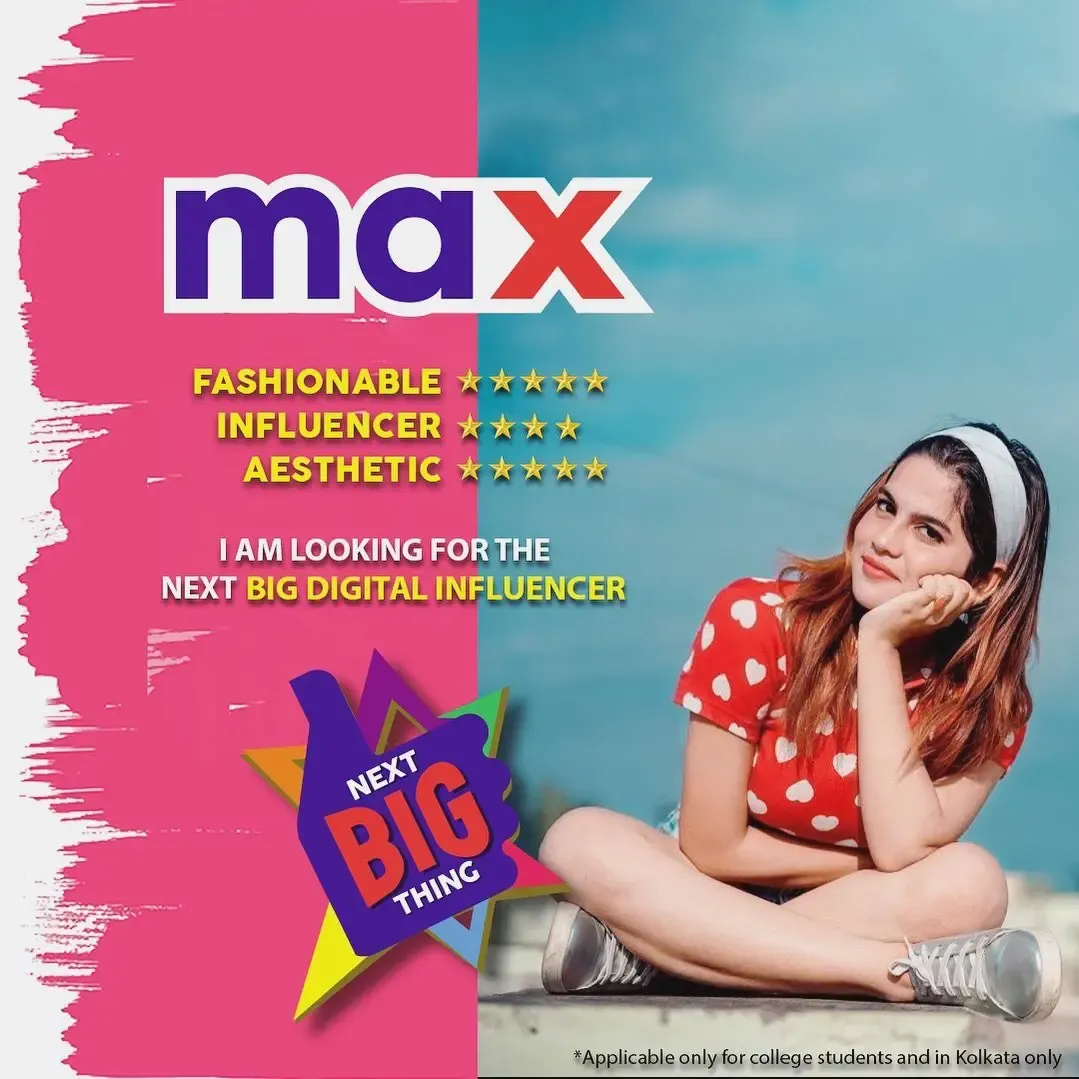 max
FASHIONABLE
INFLUENCER
AESTHETIC
I AM LOOKING FOR THE
NEXT BIG DIGITAL INFLUENCER
NEXT
BIG
THING
*Applicable only for college students and in Kolkata only